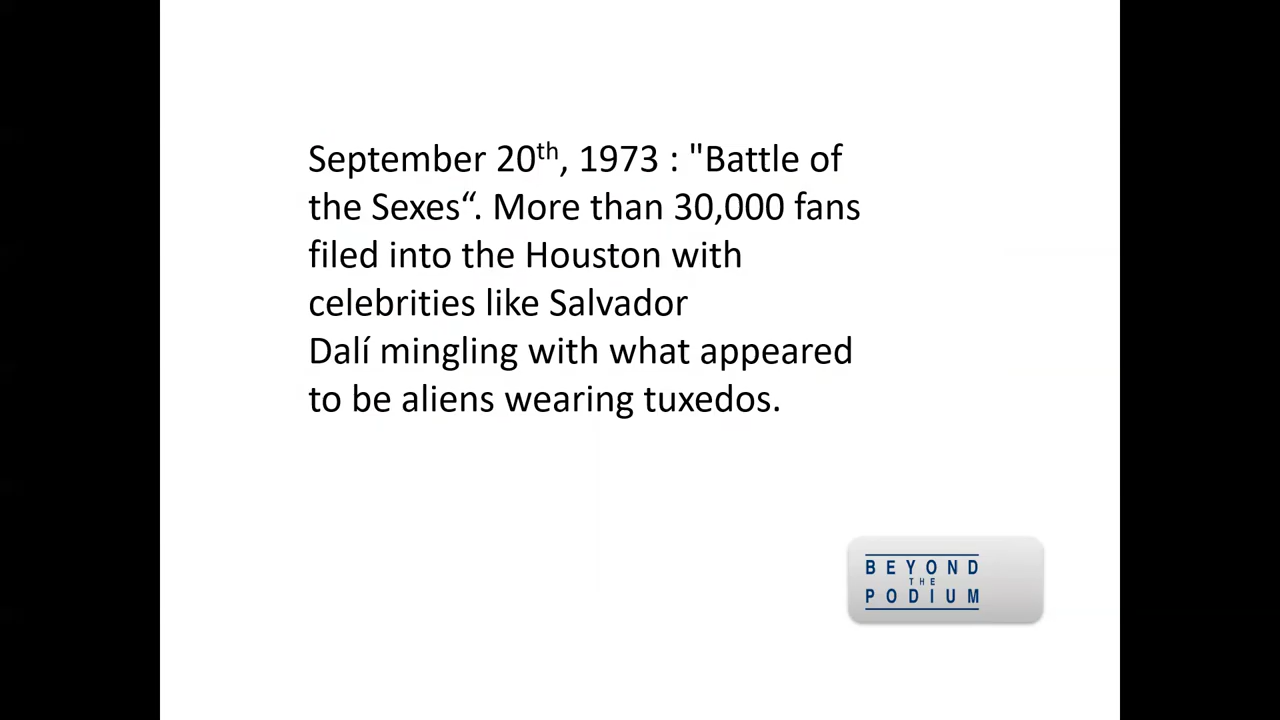 September 20th, 1973 : "Battle of
the Sexes“. More than 30,000 fans
filed into the Houston with
celebrities like Salvador
Dalí mingling with what appeared
to be aliens wearing tuxedos.
BEYOND
THE
PODIUM